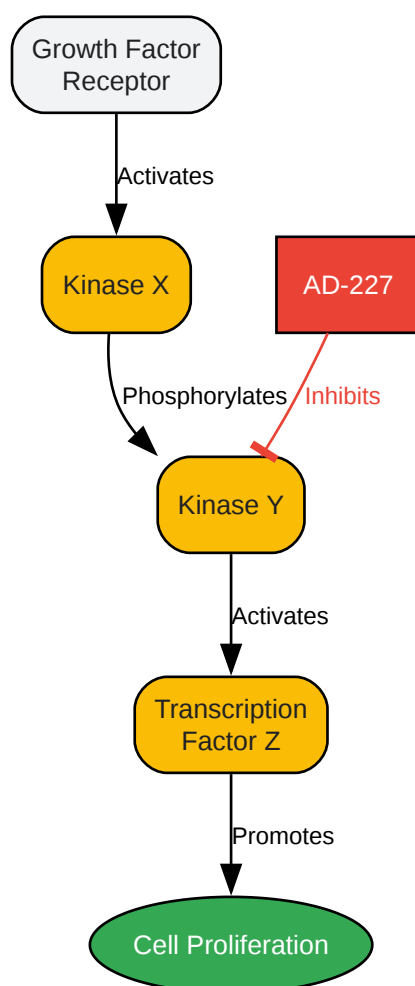 Growth Factor
Receptor
Activates
Kinase X
AD-227
Phosphorylates
Inhibits
Kinase Y
Activates
Transcription
Factor Z
Promotes
Cell Proliferation